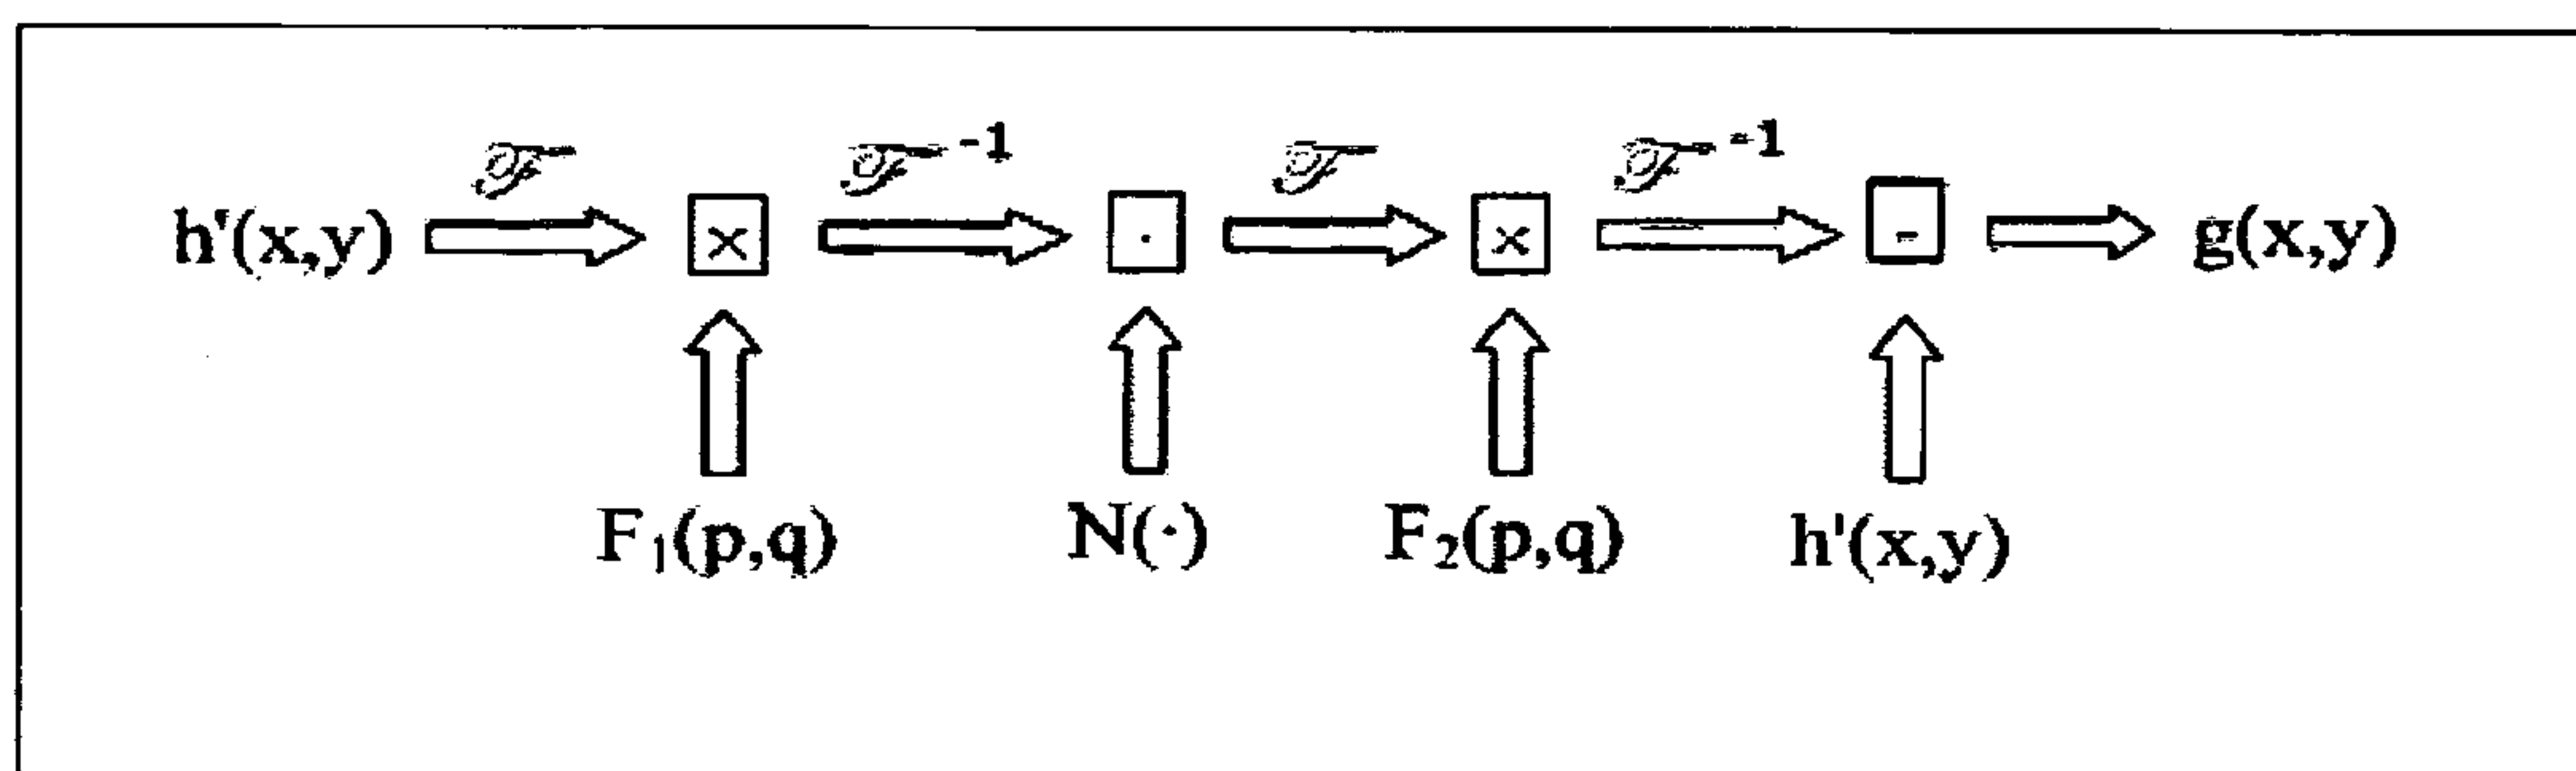 ℱ ℱ⁻¹ ℱ ℱ⁻¹
h'(x,y) × · × - g(x,y)
F₁(p,q) N(·) F₂(p,q) h'(x,y)